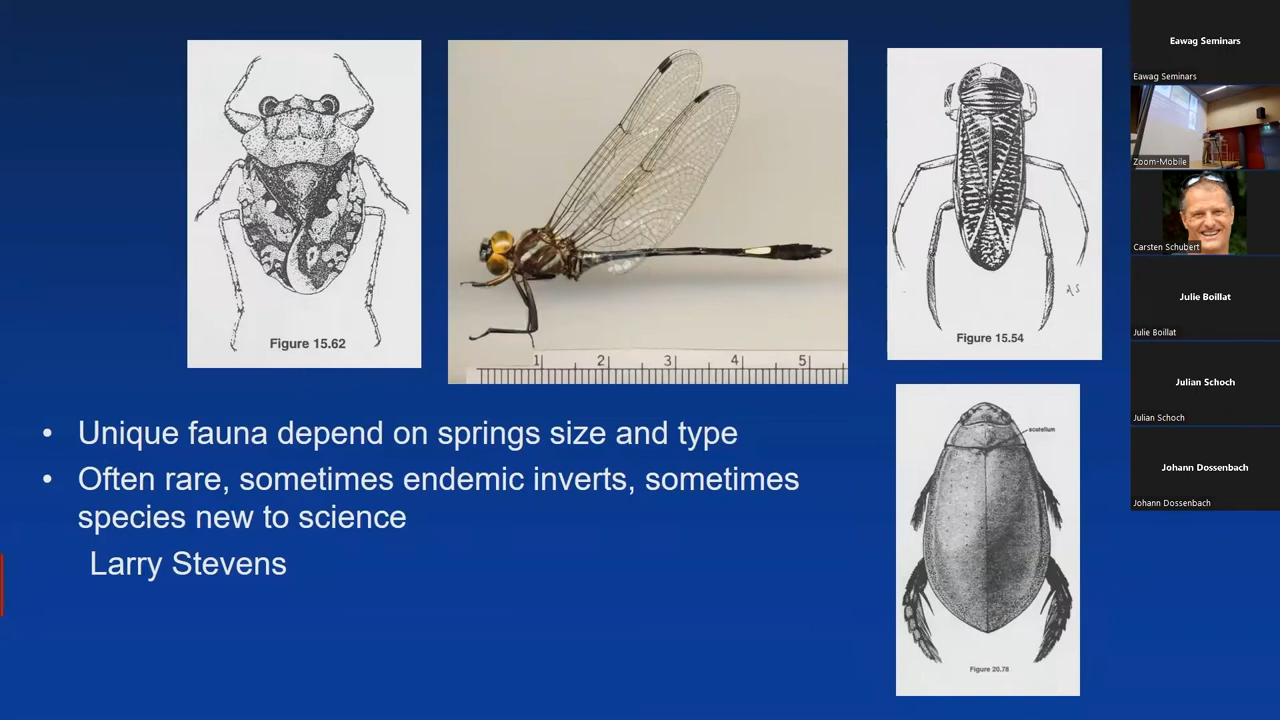 Figure 15.62
1 2 3 4 5
Figure 15.54
scutellum
Figure 20.78
• Unique fauna depend on springs size and type
• Often rare, sometimes endemic inverts, sometimes
species new to science
Larry Stevens
Eawag Seminars
Eawag Seminars
Zoom-Mobile
Carsten Schubert
Julie Boillat
Julie Boillat
Julian Schoch
Julian Schoch
Johann Dossenbach
Johann Dossenbach